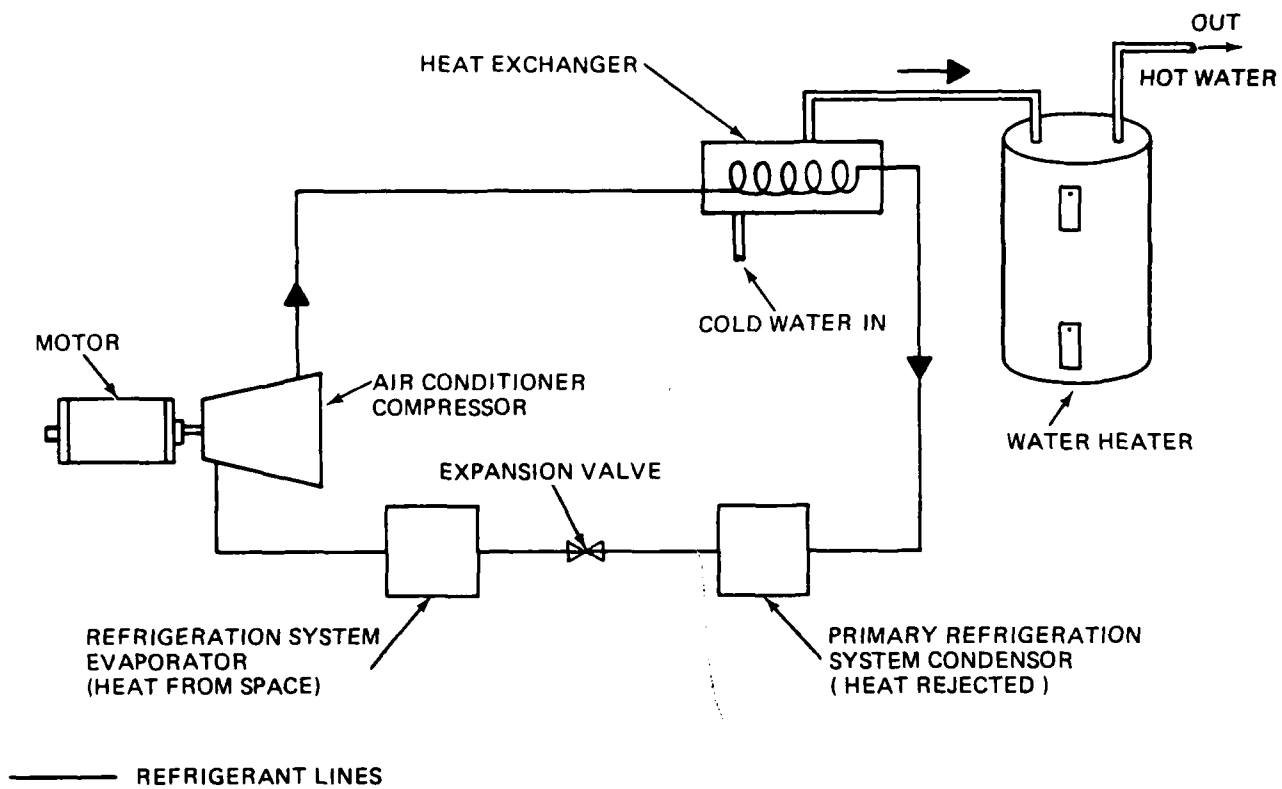 OUT
HOT WATER
HEAT EXCHANGER
COLD WATER IN
MOTOR
AIR CONDITIONER
COMPRESSOR
WATER HEATER
EXPANSION VALVE
REFRIGERATION SYSTEM
EVAPORATOR
(HEAT FROM SPACE)
PRIMARY REFRIGERATION
SYSTEM CONDENSOR
( HEAT REJECTED )
REFRIGERANT LINES